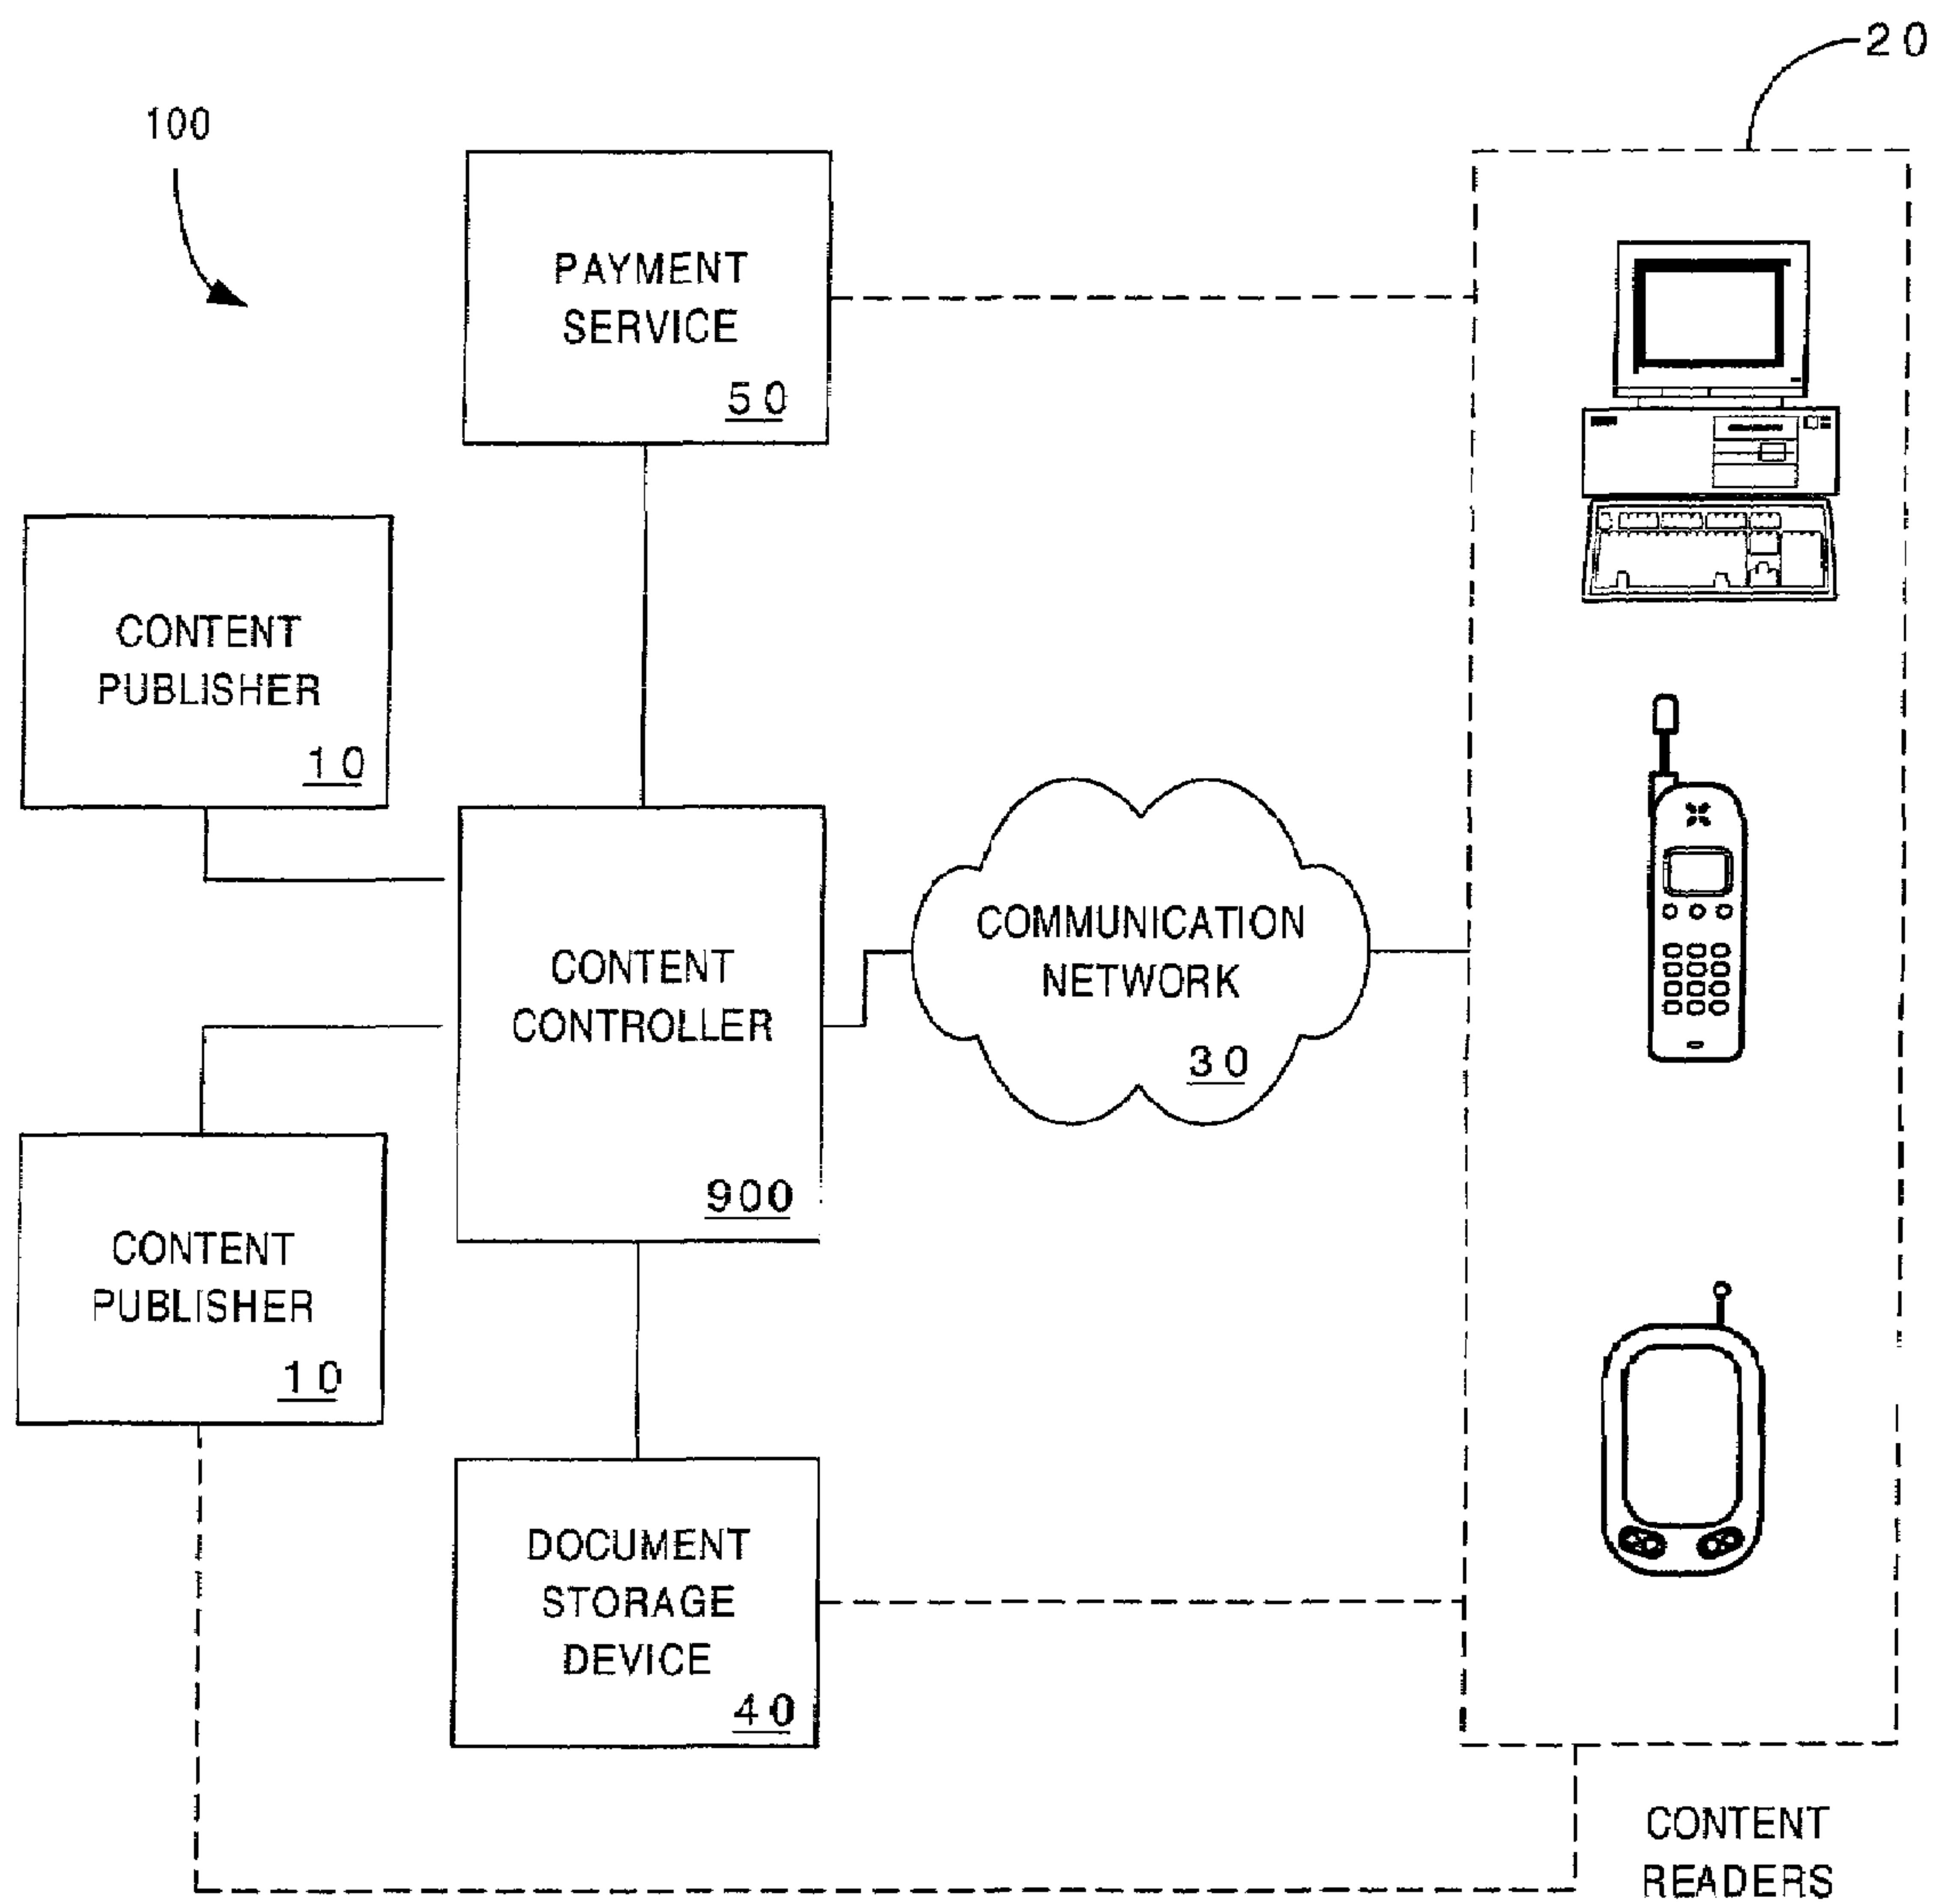 20
100
PAYMENT
SERVICE
50
CONTENT
PUBLISHER
10
CONTENT
CONTROLLER
900
COMMUNICATION
NETWORK
30
CONTENT
PUBLISHER
10
DOCUMENT
STORAGE
DEVICE
40
CONTENT
READERS